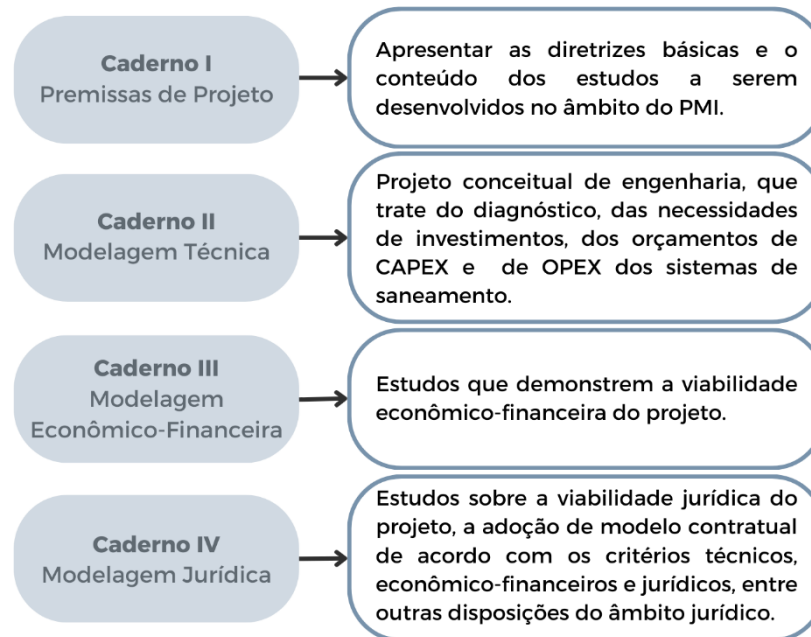 Caderno I
Premissas de Projeto
Apresentar as diretrizes básicas e o
conteúdo dos estudos a serem
desenvolvidos no âmbito do PMI.
Caderno II
Modelagem Técnica
Projeto conceitual de engenharia, que
trate do diagnóstico, das necessidades
de investimentos, dos orçamentos de
CAPEX e de OPEX dos sistemas de
saneamento.
Caderno III
Modelagem
Econômico-Financeira
Estudos que demonstrem a viabilidade
econômico-financeira do projeto.
Caderno IV
Modelagem Jurídica
Estudos sobre a viabilidade jurídica do
projeto, a adoção de modelo contratual
de acordo com os critérios técnicos,
econômico-financeiros e jurídicos, entre
outras disposições do âmbito jurídico.